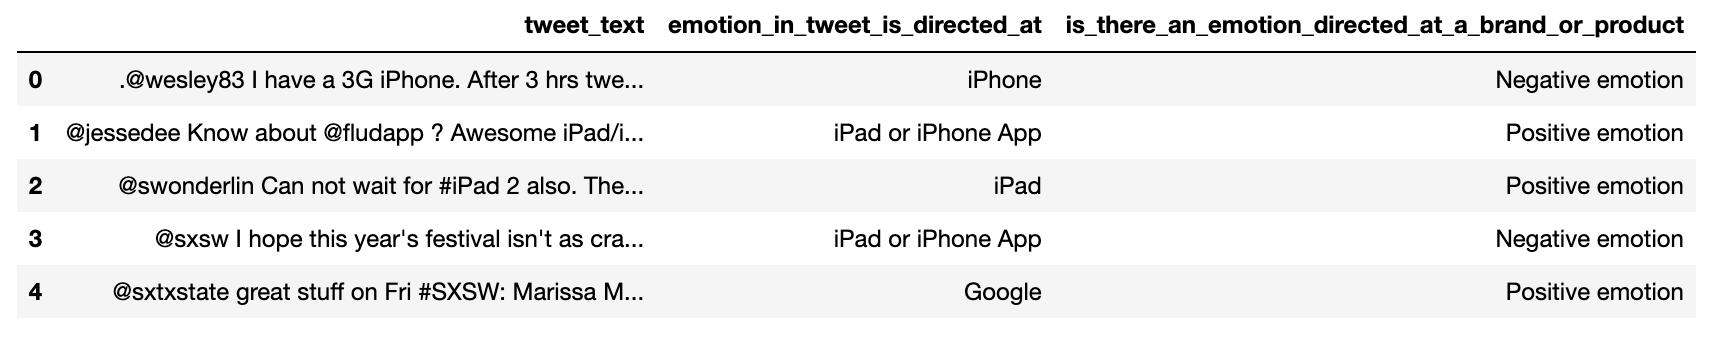 tweet_text emotion_in_tweet_is_directed_at is_there_an_emotion_directed_at_a_brand_or_product
0 .@wesley83 I have a 3G iPhone. After 3 hrs twe... iPhone Negative emotion
1 @jessedee Know about @fludapp ? Awesome iPad/i... iPad or iPhone App Positive emotion
2 @swonderlin Can not wait for #iPad 2 also. The... iPad Positive emotion
3 @sxsw I hope this year's festival isn't as cra... iPad or iPhone App Negative emotion
4 @sxtxstate great stuff on Fri #SXSW: Marissa M... Google Positive emotion